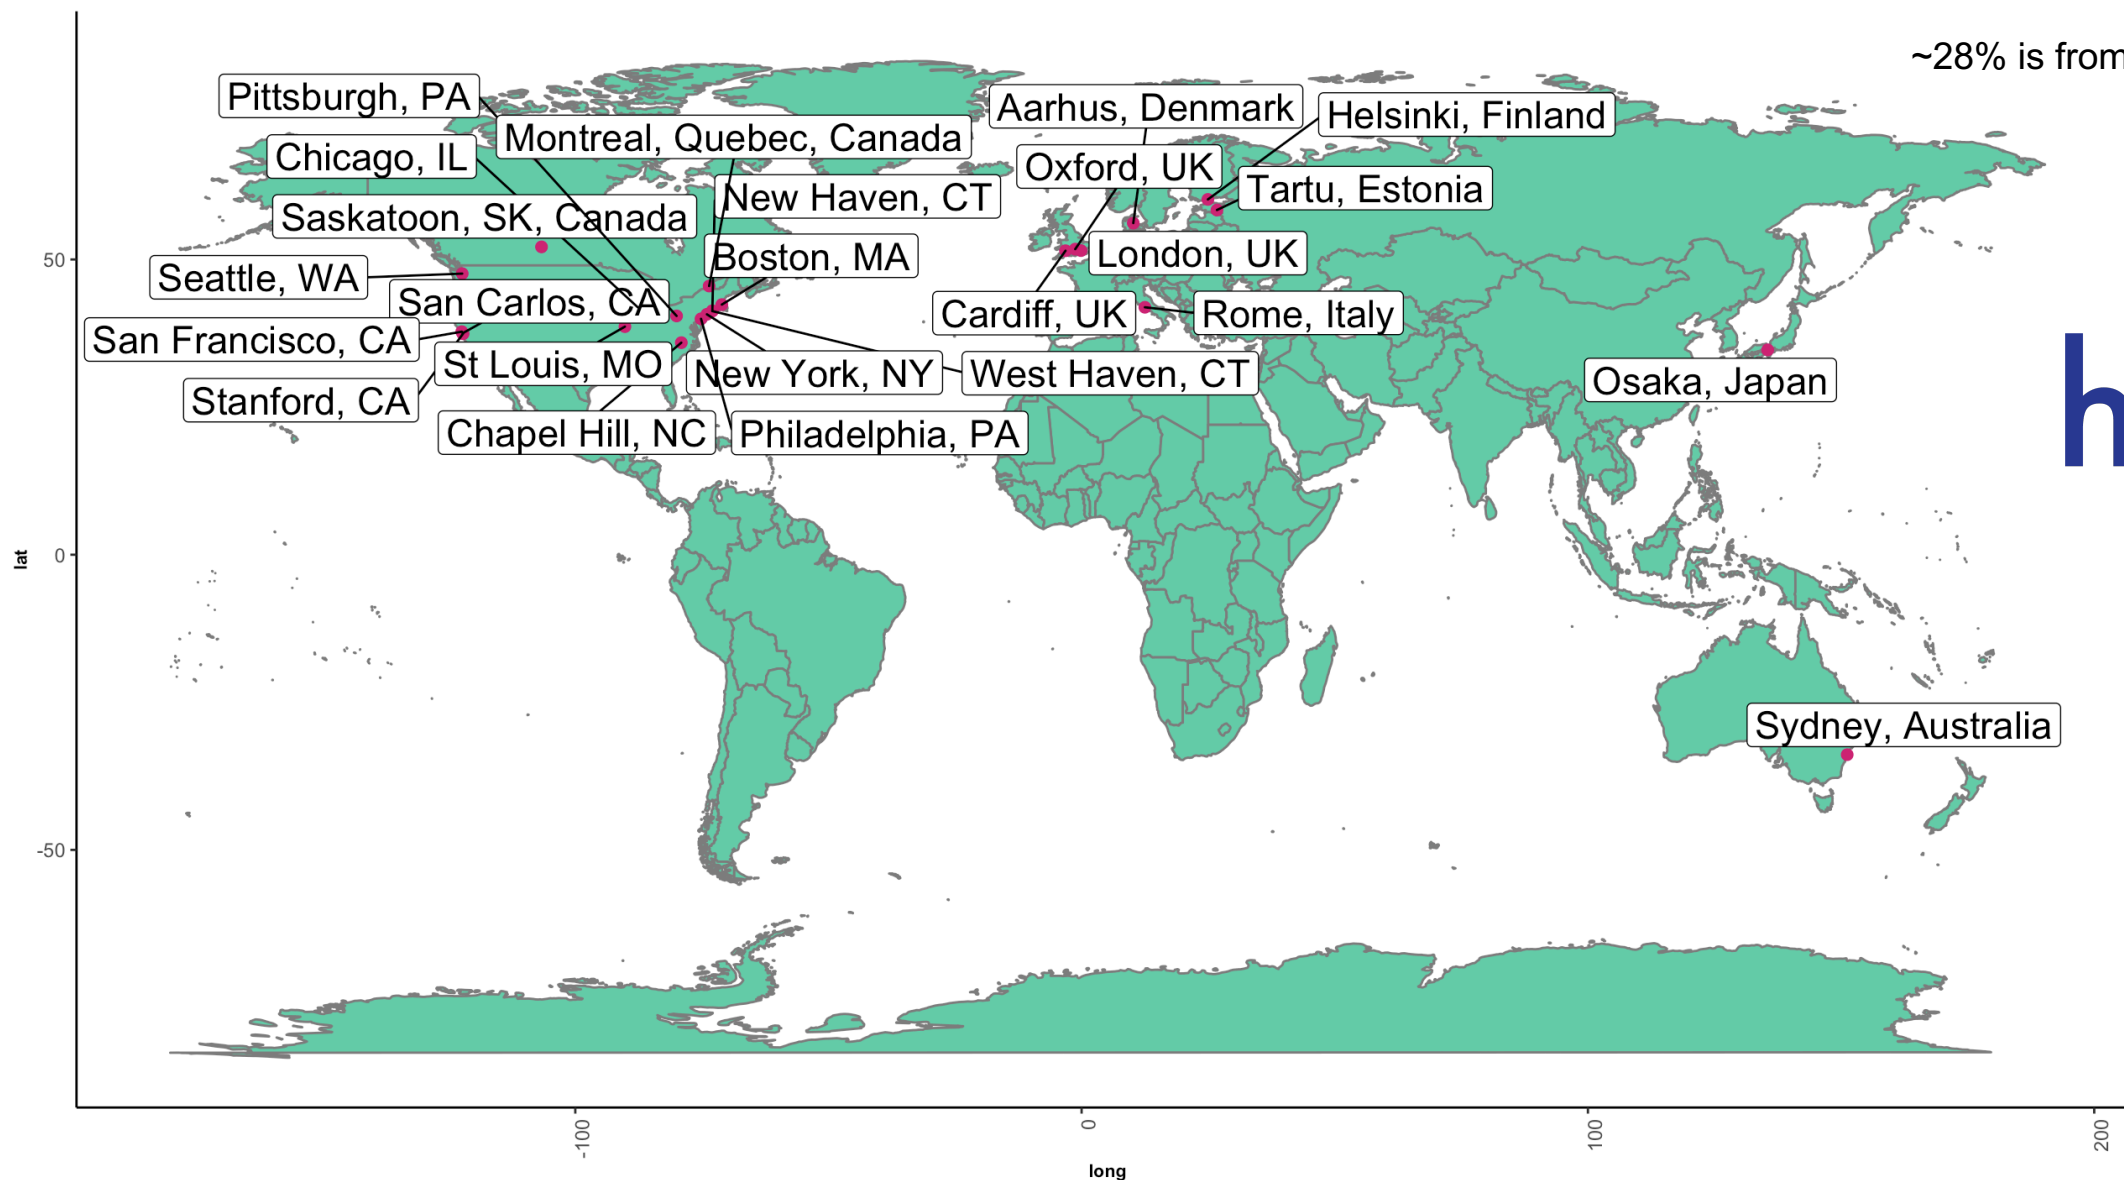 ~28% is from
Pittsburgh, PA
Aarhus, Denmark
Helsinki, Finland
Montreal, Quebec, Canada
Chicago, IL
Oxford, UK
Tartu, Estonia
New Haven, CT
Saskatoon, SK, Canada
Boston, MA
London, UK
Seattle, WA
San Carlos, CA
Cardiff, UK
Rome, Italy
San Francisco, CA
St Louis, MO
New York, NY
West Haven, CT
Osaka, Japan
Stanford, CA
Chapel Hill, NC
Philadelphia, PA
Sydney, Australia
h
50
0
-50
lat
-100
0
100
200
long